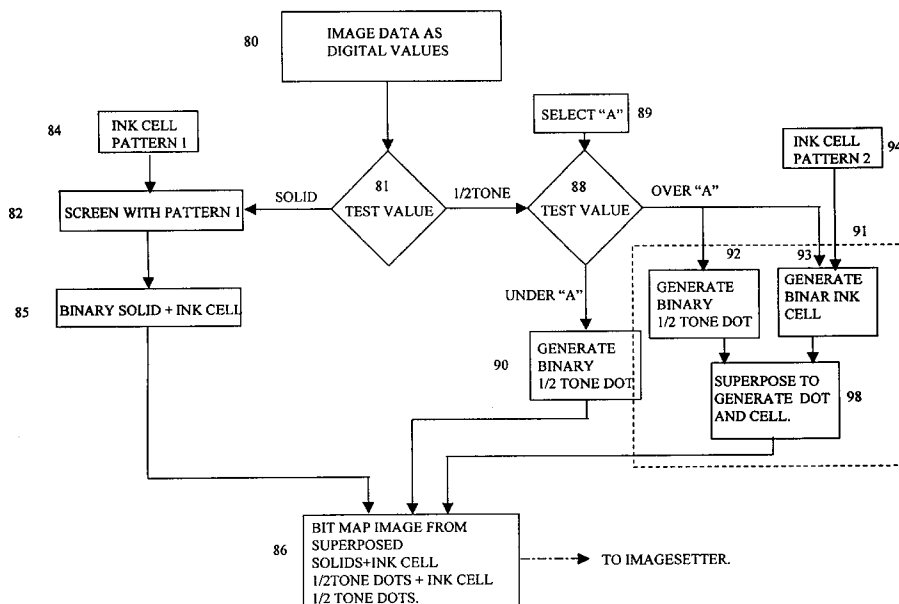 80
IMAGE DATA AS
DIGITAL VALUES
84
INK CELL
PATTERN 1
SELECT "A"
89
INK CELL
PATTERN 2
94
82
SCREEN WITH PATTERN 1
SOLID
81
TEST VALUE
1/2TONE
88
TEST VALUE
OVER "A"
91
85
BINARY SOLID + INK CELL
UNDER "A"
92
GENERATE
BINARY
1/2 TONE DOT
93
GENERATE
BINAR INK
CELL
90
GENERATE
BINARY
1/2 TONE DOT
SUPERPOSE TO
GENERATE DOT
AND CELL.
98
86
BIT MAP IMAGE FROM
SUPERPOSED
SOLIDS+INK CELL
1/2TONE DOTS + INK CELL
1/2 TONE DOTS.
TO IMAGESETTER.